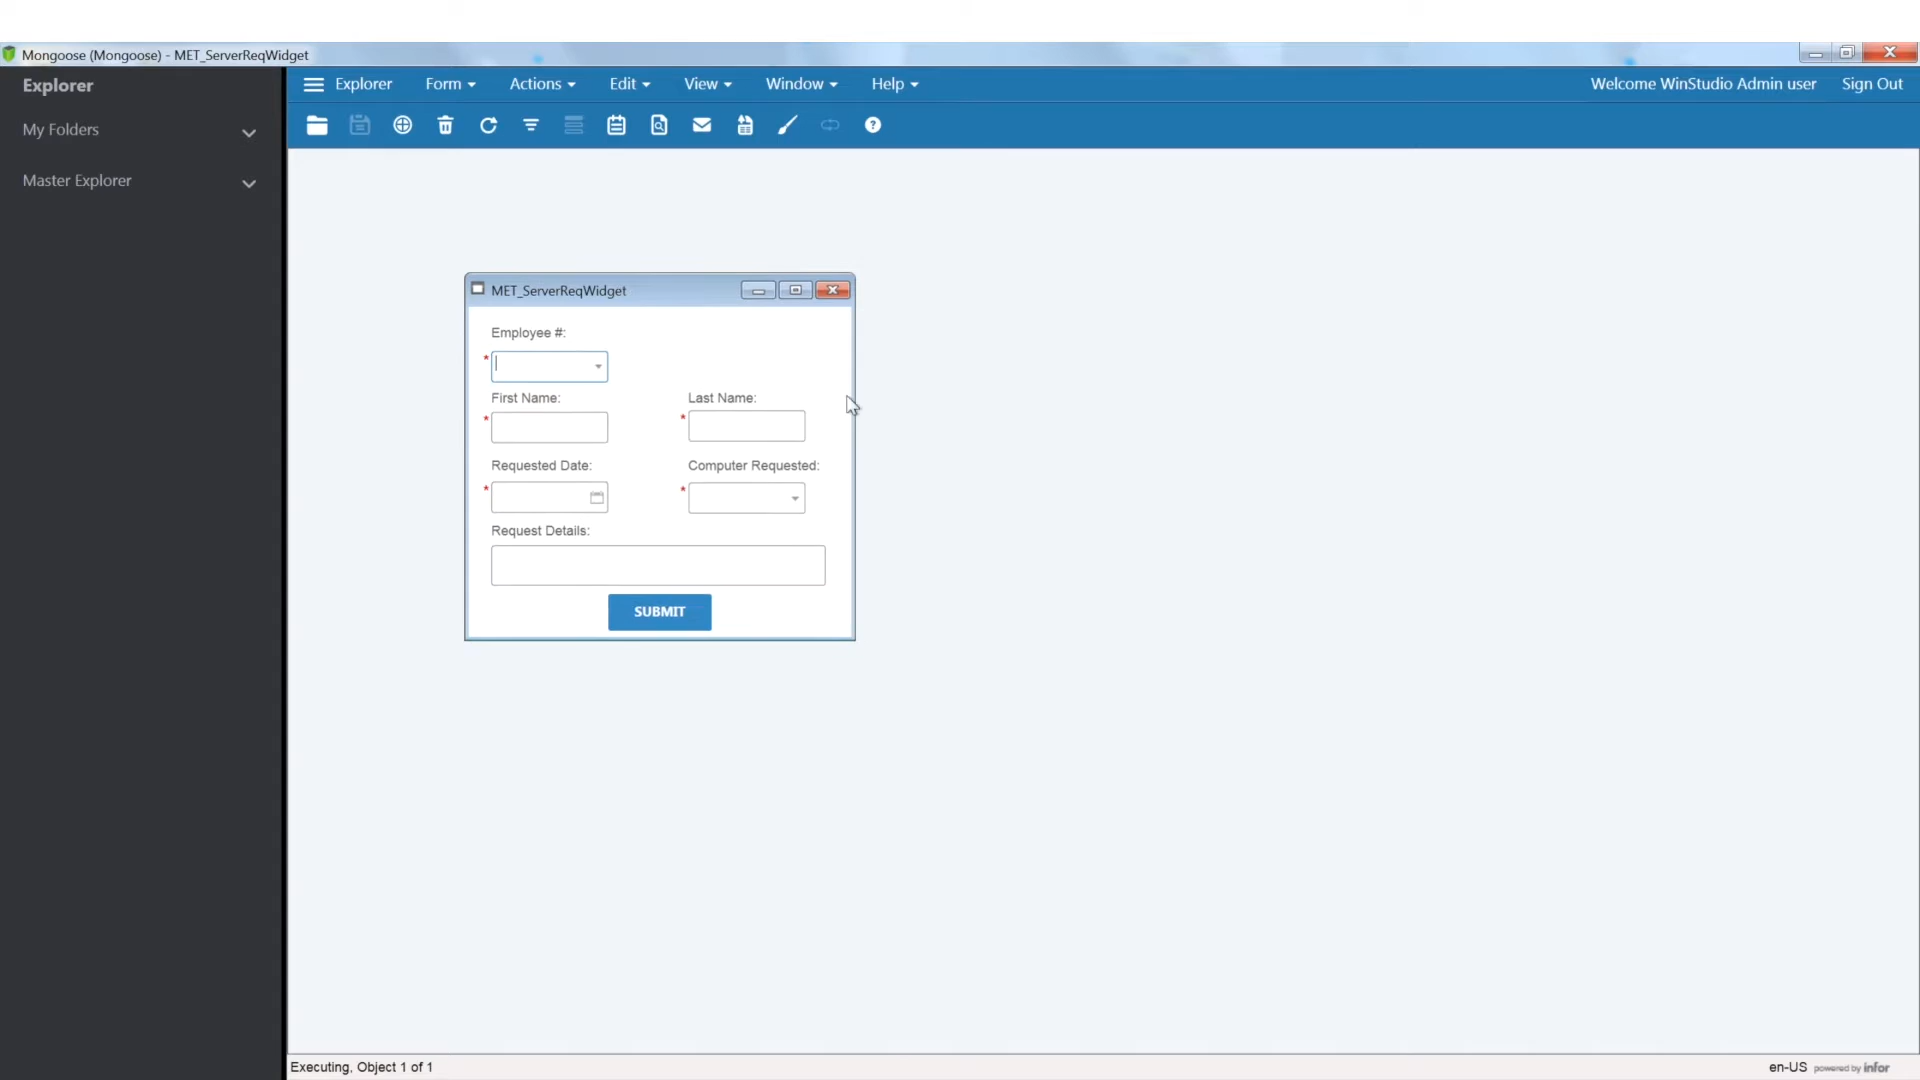 Mongoose (Mongoose) - MET_ServerReqWidget
Explorer
Explorer Form Actions Edit View Window Help Welcome WinStudio Admin user Sign Out
My Folders
Master Explorer
MET_ServerReqWidget
Employee #:
*
First Name: Last Name:
* *
Requested Date: Computer Requested:
* *
Request Details:
SUBMIT
Executing, Object 1 of 1 en-US powered by infor